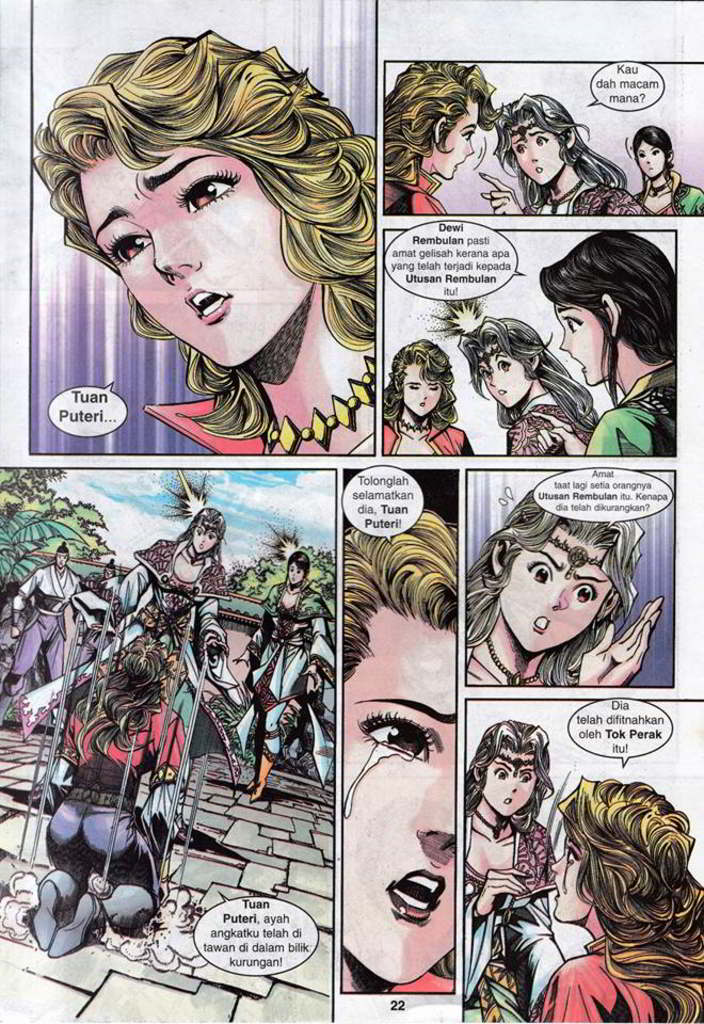 Tuan
Puteri...
Kau
dah macam
mana?
Dewi
Rembulan pasti
amat gelisah kerana apa
yang telah terjadi kepada
Utusan Rembulan
itu!
Tuan
Puteri, ayah
angkatku telah di
tawan di dalam bilik
kurungan!
Tolonglah
selamatkan
dia, Tuan
Puteri!
Amat
taat lagi setia orangnya
Utusan Rembulan itu. Kenapa
dia telah dikurangkan?
Dia
telah difitnahkan
oleh Tok Perak
itu!
22